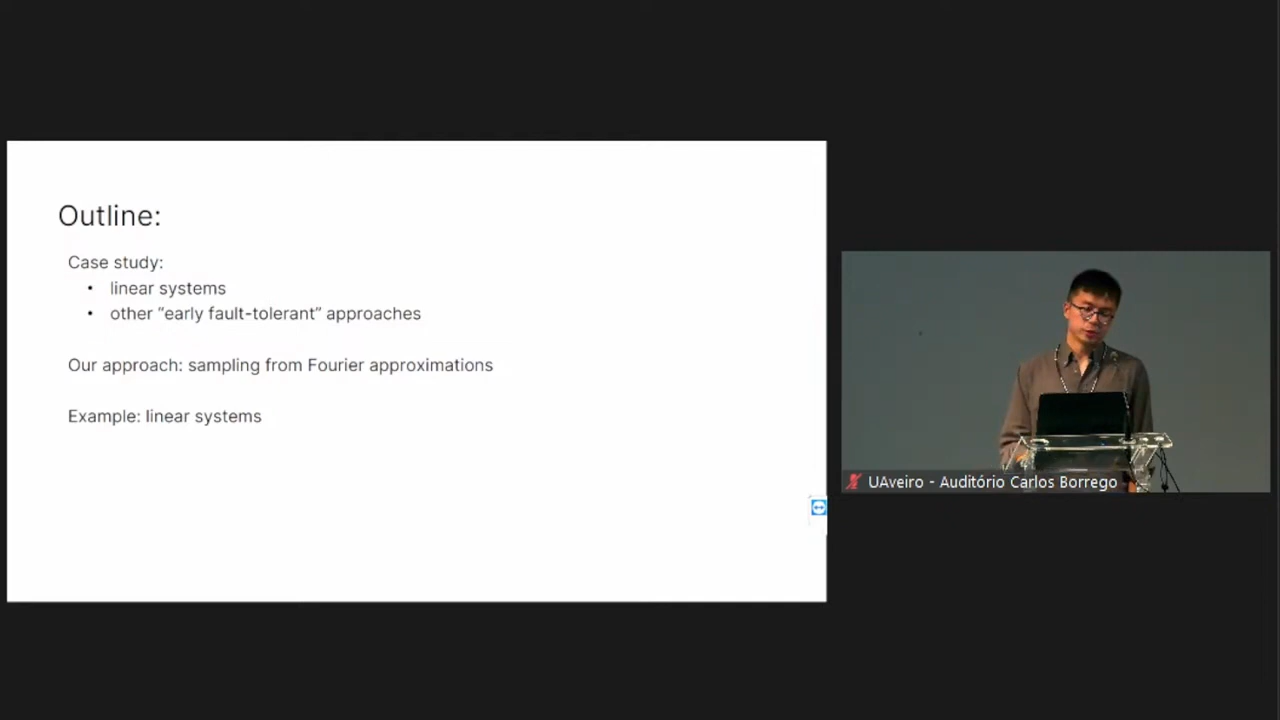 Outline:
Case study:
• linear systems
• other “early fault-tolerant” approaches
Our approach: sampling from Fourier approximations
Example: linear systems
UAveiro - Auditório Carlos Borrego